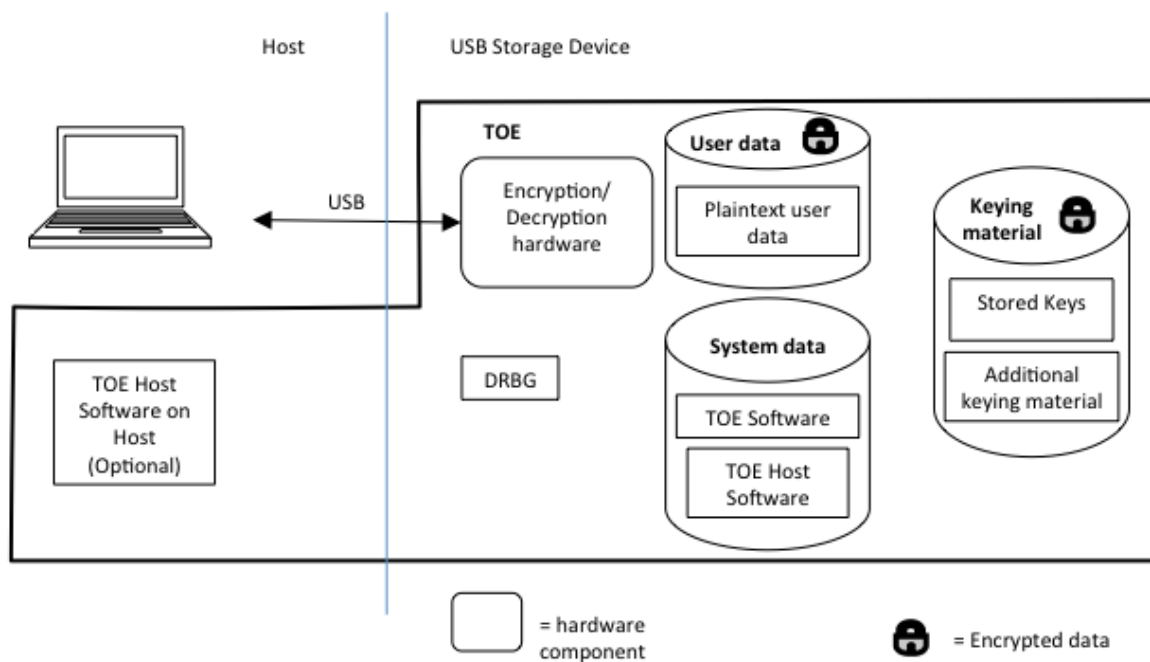 Host
USB Storage Device
TOE
Encryption/
Decryption
hardware
USB
User data
Plaintext user
data
Keying
material
Stored Keys
Additional
keying material
System data
TOE Software
TOE Host
Software
DRBG
TOE Host
Software on
Host
(Optional)
= hardware
component
= Encrypted data